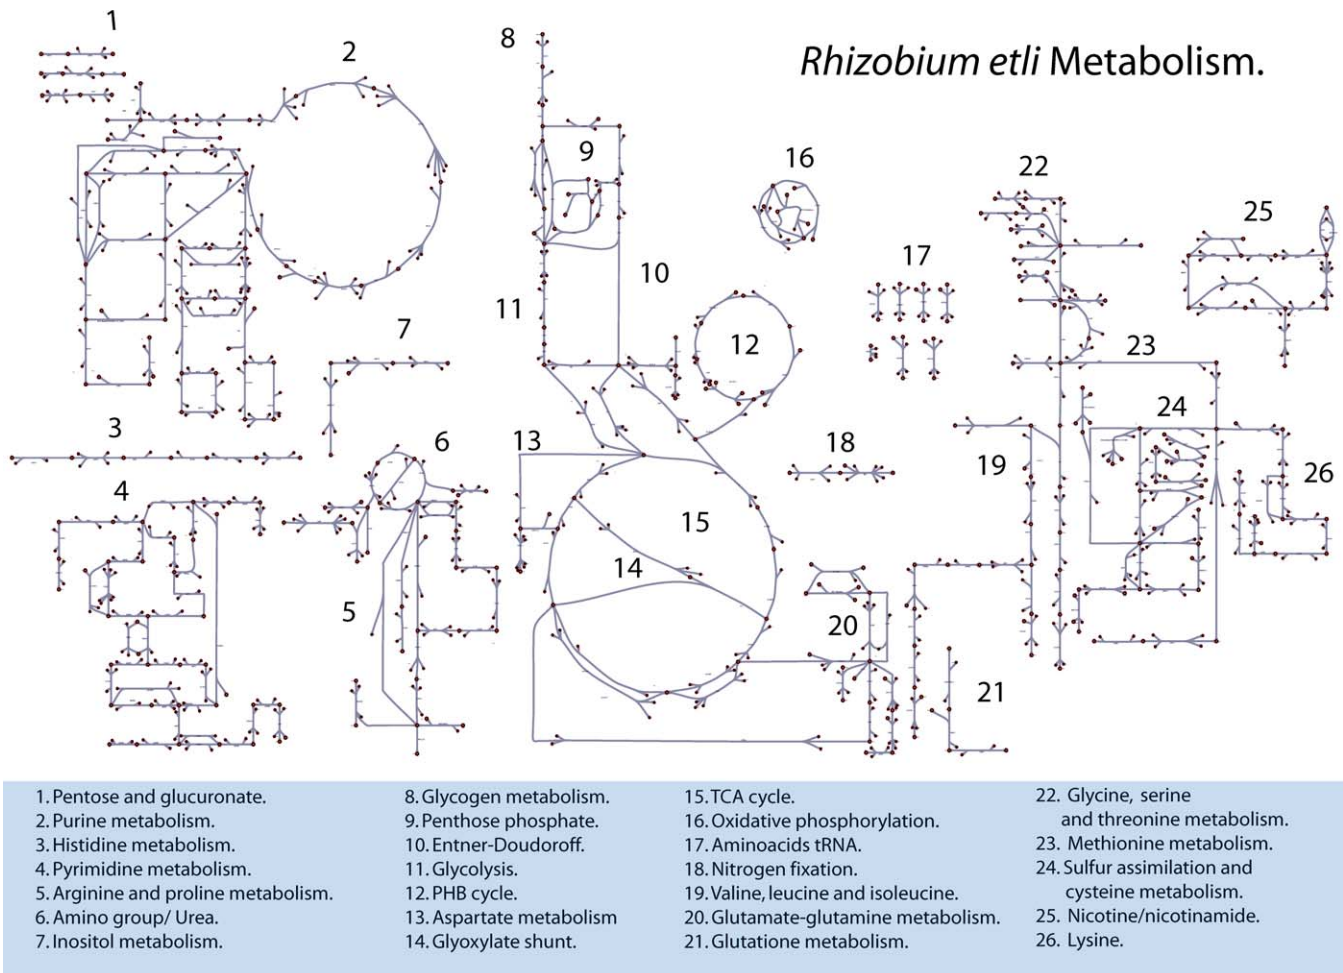 Rhizobium etli Metabolism.
1
2
3
4
5
6
7
8
9
10
11
12
13
14
15
16
17
18
19
20
21
22
23
24
25
26
1. Pentose and glucuronate.
2. Purine metabolism.
3. Histidine metabolism.
4. Pyrimidine metabolism.
5. Arginine and proline metabolism.
6. Amino group/ Urea.
7. Inositol metabolism.
8. Glycogen metabolism.
9. Penthose phosphate.
10. Entner-Doudoroff.
11. Glycolysis.
12. PHB cycle.
13. Aspartate metabolism
14. Glyoxylate shunt.
15. TCA cycle.
16. Oxidative phosphorylation.
17. Aminoacids tRNA.
18. Nitrogen fixation.
19. Valine, leucine and isoleucine.
20. Glutamate-glutamine metabolism.
21. Glutatione metabolism.
22. Glycine, serine
and threonine metabolism.
23. Methionine metabolism.
24. Sulfur assimilation and
cysteine metabolism.
25. Nicotine/nicotinamide.
26. Lysine.